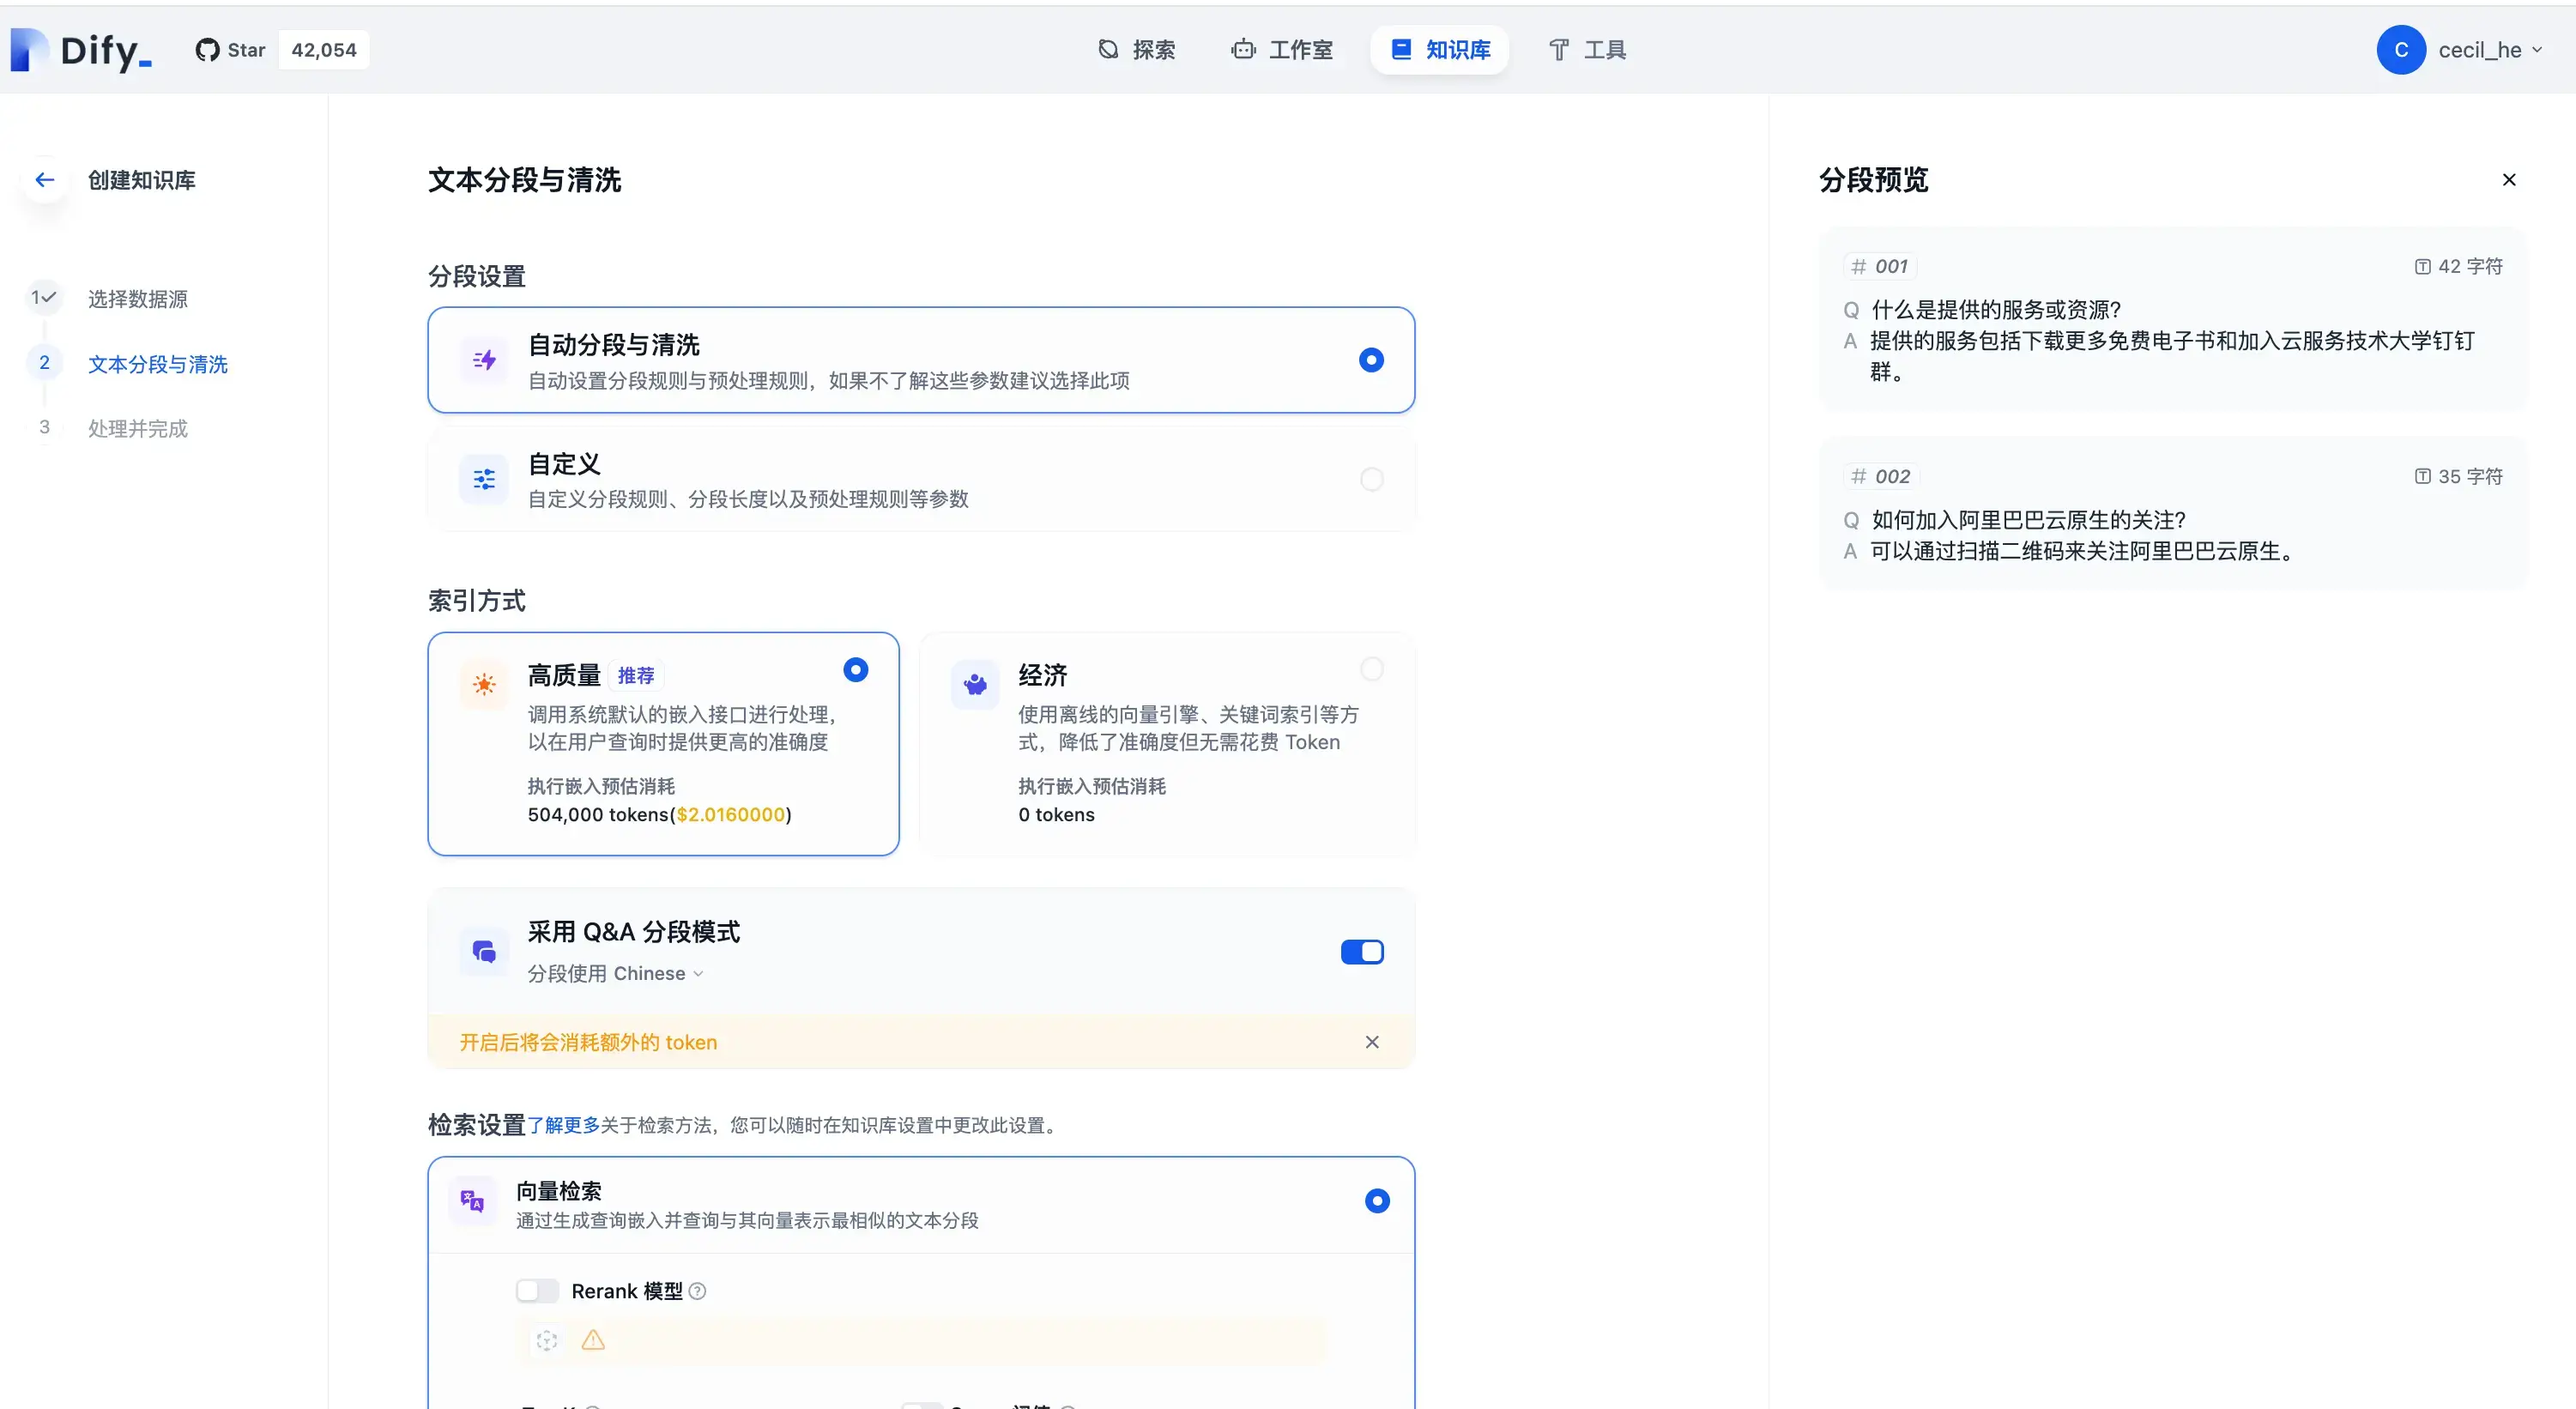 Dify_
Star 42,054
探索
工作室
知识库
工具
C cecil_he
创建知识库
1 选择数据源
2 文本分段与清洗
3 处理并完成
文本分段与清洗
分段设置
自动分段与清洗
自动设置分段规则与预处理规则，如果不了解这些参数建议选择此项
自定义
自定义分段规则、分段长度以及预处理规则等参数
索引方式
高质量 推荐
调用系统默认的嵌入接口进行处理，
以在用户查询时提供更高的准确度
执行嵌入预估消耗
504,000 tokens($2.0160000)
经济
使用离线的向量引擎、关键词索引等方
式，降低了准确度但无需花费 Token
执行嵌入预估消耗
0 tokens
采用 Q&A 分段模式
分段使用 Chinese
开启后将会消耗额外的 token
检索设置了解更多关于检索方法，您可以随时在知识库设置中更改此设置。
向量检索
通过生成查询嵌入并查询与其向量表示最相似的文本分段
Rerank 模型
分段预览
# 001 42 字符
Q 什么是提供的服务或资源?
A 提供的服务包括下载更多免费电子书和加入云服务技术大学钉钉
群。
# 002 35 字符
Q 如何加入阿里巴巴云原生的关注?
A 可以通过扫描二维码来关注阿里巴巴云原生。